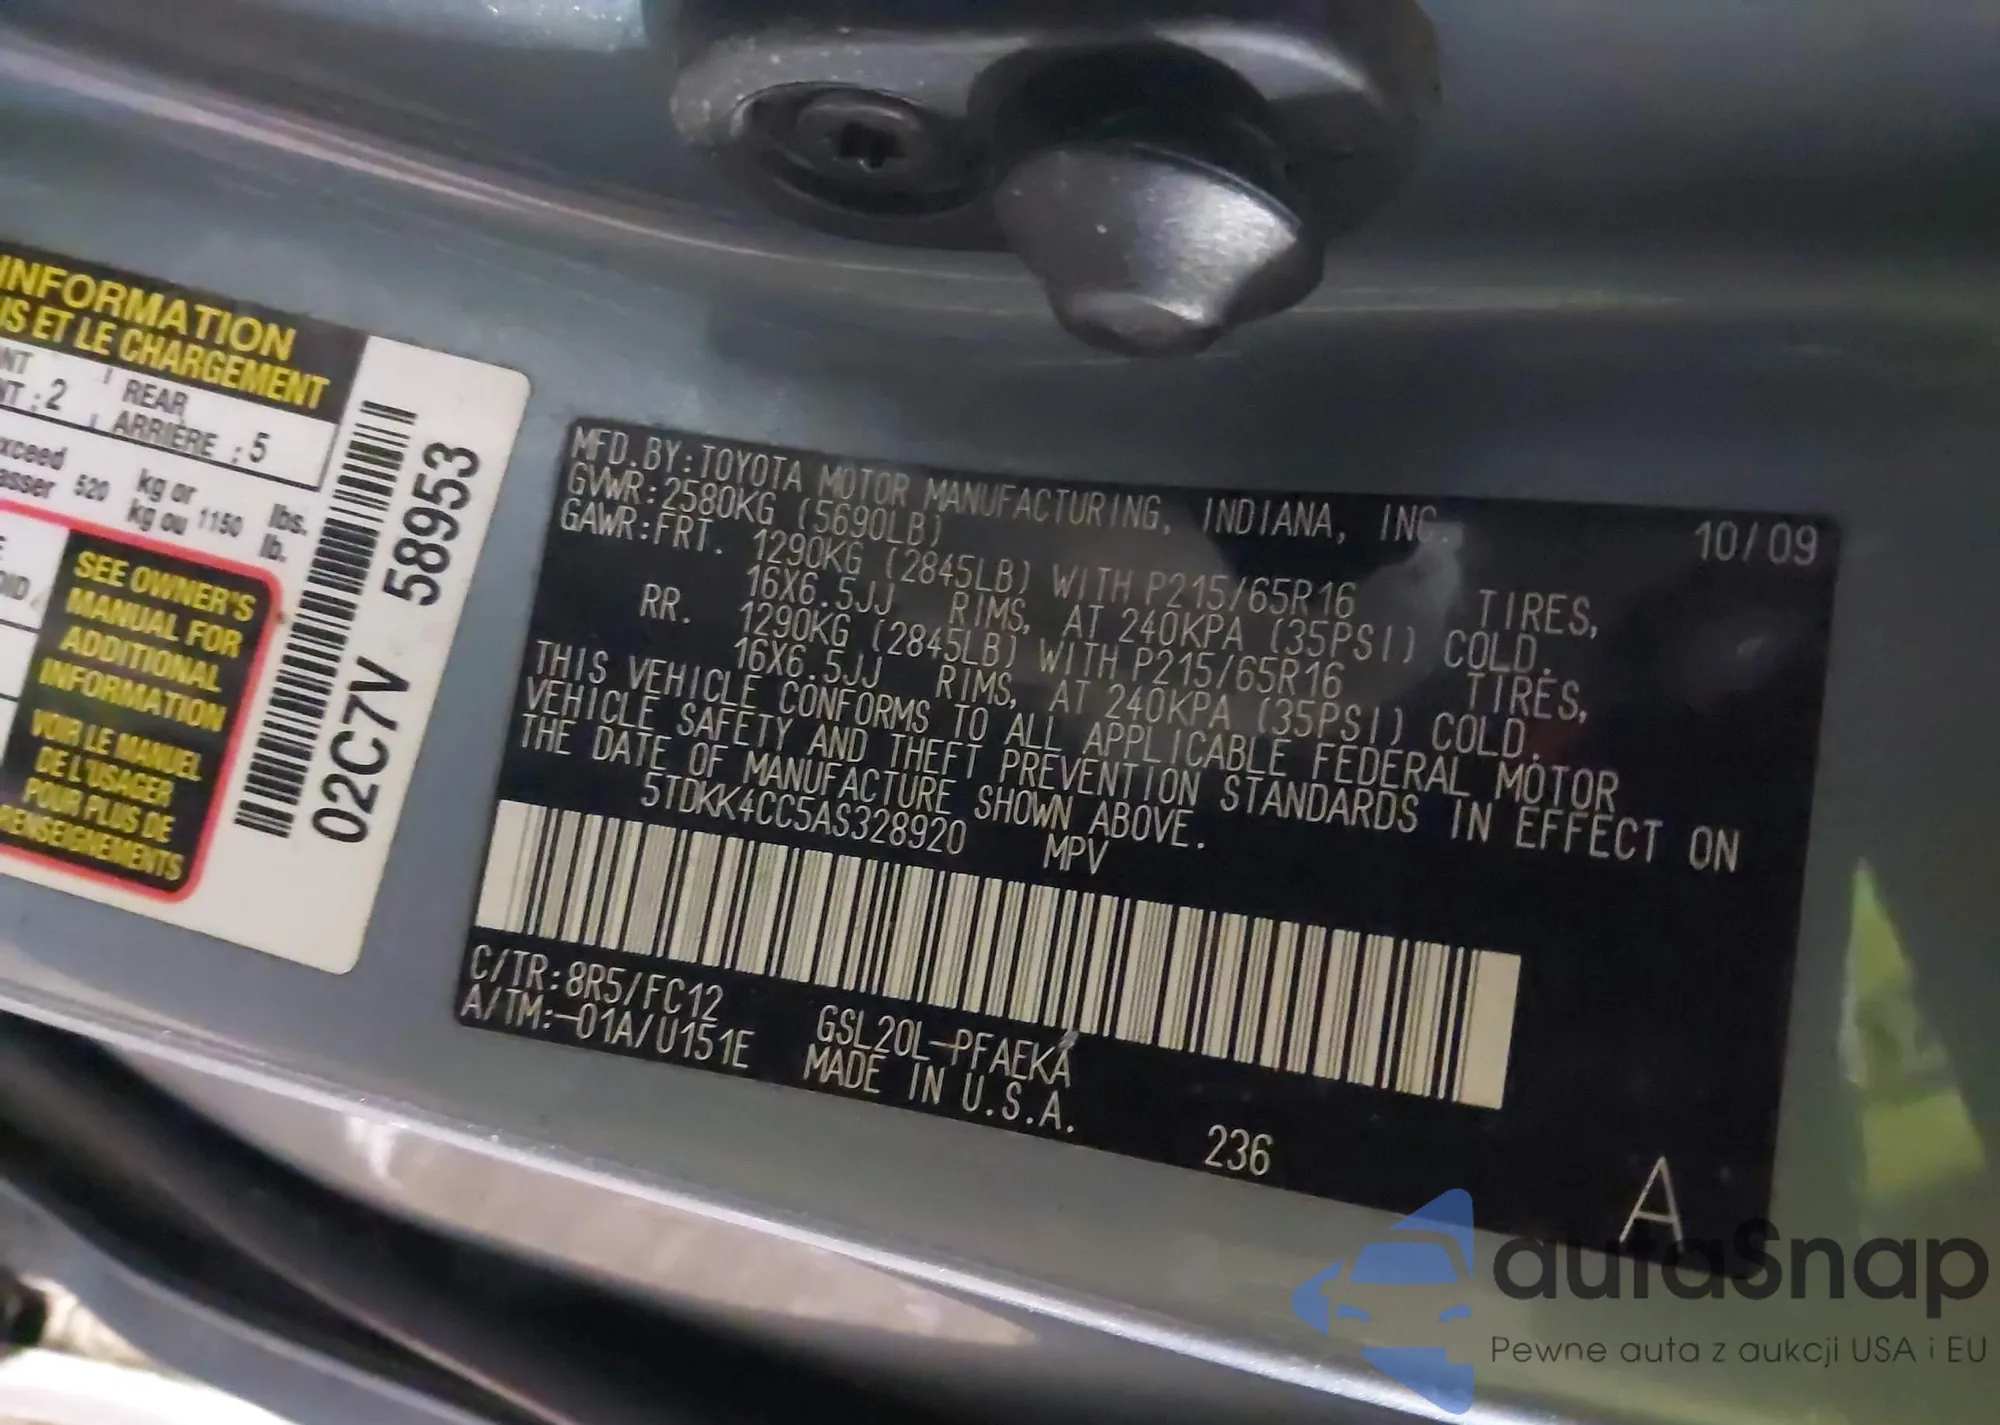 INFORMATION
IS ET LE CHARGEMENT
REAR
ARRIÈRE : 5
NT : 2
kg or
kg ou
520
1150
lbs.
lb.
SEE OWNER'S
MANUAL FOR
ADDITIONAL
INFORMATION
VOIR LE MANUEL
DE L'USAGER
POUR PLUS DE
RENSEIGNEMENTS
02C7V 58953
MFD. BY: TOYOTA MOTOR MANUFACTURING, INDIANA, INC. 10/09
GVWR: 2580KG (5690LB)
GAWR: FRT. 1290KG (2845LB) WITH P215/65R16 TIRES,
16X6.5JJ RIMS, AT 240KPA (35PSI) COLD.
RR. 1290KG (2845LB) WITH P215/65R16 TIRES,
16X6.5JJ RIMS, AT 240KPA (35PSI) COLD.
THIS VEHICLE CONFORMS TO ALL APPLICABLE FEDERAL MOTOR
VEHICLE SAFETY AND THEFT PREVENTION STANDARDS IN EFFECT ON
THE DATE OF MANUFACTURE SHOWN ABOVE.
5TDKK4CC5AS328920 MPV
C/TR: 8R5/FC12 GSL20L-PFAEKA
A/TM: -01A/U151E MADE IN U.S.A.
236
A
autaSnap
Pewne auta z aukcji USA i EU